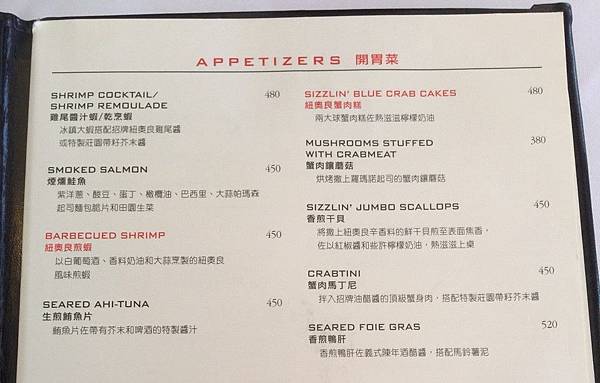 APPETIZERS 開胃菜
SHRIMP COCKTAIL/ 480
SHRIMP REMOULADE
雞尾醬汁蝦/乾烹蝦
冰鎮大蝦搭配招牌紐奧良雞尾醬
或特製莊園帶籽芥末醬
SMOKED SALMON 450
煙燻鮭魚
紫洋蔥、酸豆、蛋丁、橄欖油、巴西里、大蒜帕瑪森
起司麵包脆片和田園生菜
BARBECUED SHRIMP 450
紐奧良煎蝦
以白葡萄酒、香料奶油和大蒜烹製的紐奧良
風味煎蝦
SEARED AHI-TUNA 450
生煎鮪魚片
鮪魚片佐帶有芥末和啤酒的特製醬汁
SIZZLIN' BLUE CRAB CAKES 480
紐奧良蟹肉糕
兩大球蟹肉糕佐熱滋滋檸檬奶油
MUSHROOMS STUFFED 380
WITH CRABMEAT
蟹肉鑲蘑菇
烘烤撒上羅瑪諾起司的蟹肉鑲蘑菇
SIZZLIN' JUMBO SCALLOPS 450
香煎干貝
將撒上紐奧良辛香料的鮮干貝煎至表面焦香，
佐以紅椒醬和些許檸檬奶油，熱滋滋上桌
CRABTINI 450
蟹肉馬丁尼
拌入招牌油醋醬的頂級蟹身肉，搭配特製莊園帶籽芥末醬
SEARED FOIE GRAS 520
香煎鴨肝
香煎鴨肝佐義式陳年酒醋醬，搭配馬鈴薯泥